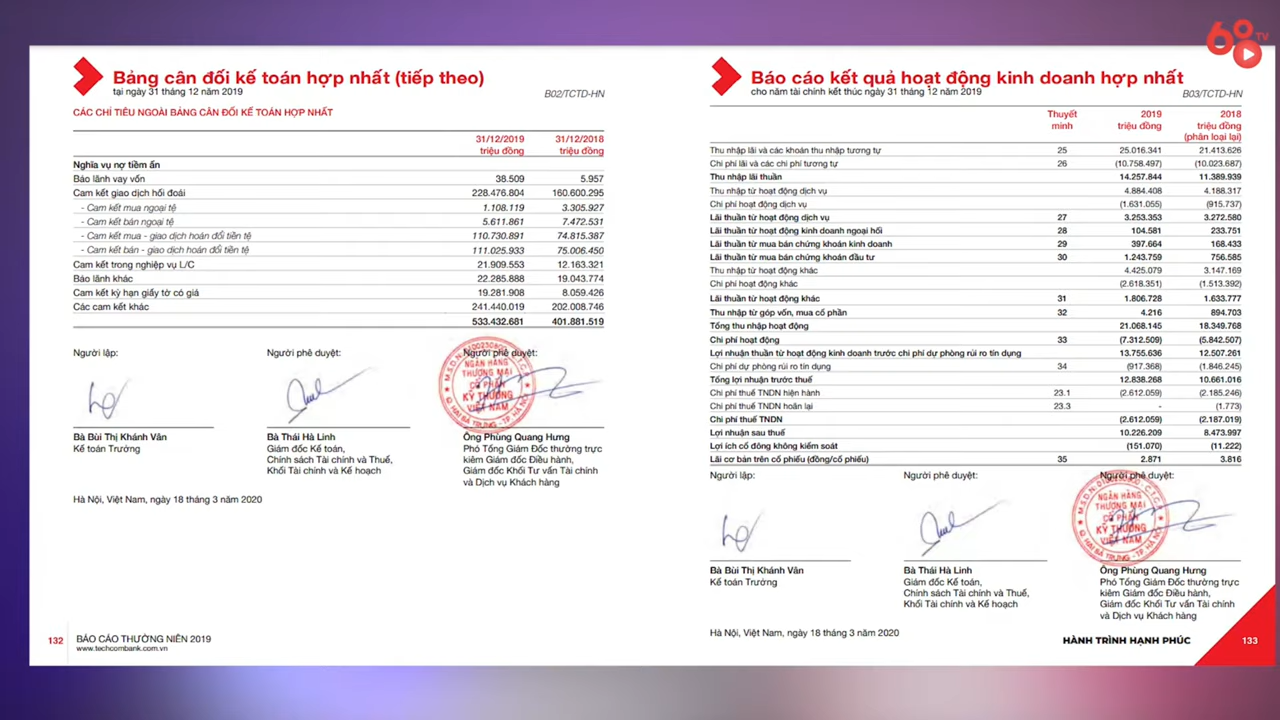 60 TV
Bảng cân đối kế toán hợp nhất (tiếp theo)
tại ngày 31 tháng 12 năm 2019
B02/TCTD-HN
CÁC CHỈ TIÊU NGOÀI BẢNG CÂN ĐỐI KẾ TOÁN HỢP NHẤT
31/12/2019 31/12/2018
triệu đồng triệu đồng
Nghĩa vụ nợ tiềm ẩn
Bảo lãnh vay vốn 38.509 5.957
Cam kết giao dịch hối đoái 228.476.804 160.600.295
- Cam kết mua ngoại tệ 1.108.119 3.305.927
- Cam kết bán ngoại tệ 5.611.861 7.472.531
- Cam kết mua - giao dịch hoán đổi tiền tệ 110.730.891 74.815.387
- Cam kết bán - giao dịch hoán đổi tiền tệ 111.025.933 75.006.450
Cam kết trong nghiệp vụ L/C 21.909.553 12.163.321
Bảo lãnh khác 22.285.888 19.043.774
Cam kết kỳ hạn giấy tờ có giá 19.281.908 8.059.426
Các cam kết khác 241.440.019 202.008.746
533.432.681 401.881.519
Người lập: Người phê duyệt: Người phê duyệt:
NGÂN HÀNG
THƯƠNG MẠI
CỔ PHẦN
KỸ THƯƠNG
VIỆT NAM
Bà Bùi Thị Khánh Vân
Kế toán Trưởng
Bà Thái Hà Linh
Giám đốc Kế toán,
Chính sách Tài chính và Thuế,
Khối Tài chính và Kế hoạch
Ông Phùng Quang Hưng
Phó Tổng Giám Đốc thường trực
kiêm Giám đốc Điều hành,
Giám đốc Khối Tư vấn Tài chính
và Dịch vụ Khách hàng
Hà Nội, Việt Nam, ngày 18 tháng 3 năm 2020
132 BÁO CÁO THƯỜNG NIÊN 2019
www.techcombank.com.vn
Báo cáo kết quả hoạt động kinh doanh hợp nhất
cho năm tài chính kết thúc ngày 31 tháng 12 năm 2019
B03/TCTD-HN
Thuyết 2019 2018
minh triệu đồng triệu đồng
(phân loại lại)
Thu nhập lãi và các khoản thu nhập tương tự 25 25.016.341 21.413.626
Chi phí lãi và các chi phí tương tự 26 (10.758.497) (10.023.687)
Thu nhập lãi thuần 14.257.844 11.389.939
Thu nhập từ hoạt động dịch vụ 4.884.408 4.188.317
Chi phí hoạt động dịch vụ (1.631.055) (915.737)
Lãi thuần từ hoạt động dịch vụ 27 3.253.353 3.272.580
Lãi thuần từ hoạt động kinh doanh ngoại hối 28 104.581 233.751
Lãi thuần từ mua bán chứng khoán kinh doanh 29 397.664 168.433
Lãi thuần từ mua bán chứng khoán đầu tư 30 1.243.759 756.585
Thu nhập từ hoạt động khác 4.425.079 3.147.169
Chi phí hoạt động khác (2.618.351) (1.513.392)
Lãi thuần từ hoạt động khác 31 1.806.728 1.633.777
Thu nhập từ góp vốn, mua cổ phần 32 4.216 894.703
Tổng thu nhập hoạt động 21.068.145 18.349.768
Chi phí hoạt động 33 (7.312.509) (5.842.507)
Lợi nhuận thuần từ hoạt động kinh doanh trước chi phí dự phòng rủi ro tín dụng 13.755.636 12.507.261
Chi phí dự phòng rủi ro tín dụng 34 (917.368) (1.846.245)
Tổng lợi nhuận trước thuế 12.838.268 10.661.016
Chi phí thuế TNDN hiện hành 23.1 (2.612.059) (2.185.246)
Chi phí thuế TNDN hoãn lại 23.3 - (1.773)
Chi phí thuế TNDN (2.612.059) (2.187.019)
Lợi nhuận sau thuế 10.226.209 8.473.997
Lợi ích cổ đông không kiểm soát (151.070) (11.222)
Lãi cơ bản trên cổ phiếu (đồng/cổ phiếu) 35 2.871 3.816
Người lập: Người phê duyệt: Người phê duyệt:
NGÂN HÀNG
THƯƠNG MẠI
CỔ PHẦN
KỸ THƯƠNG
VIỆT NAM
Bà Bùi Thị Khánh Vân
Kế toán Trưởng
Bà Thái Hà Linh
Giám đốc Kế toán,
Chính sách Tài chính và Thuế,
Khối Tài chính và Kế hoạch
Ông Phùng Quang Hưng
Phó Tổng Giám Đốc thường trực
kiêm Giám đốc Điều hành,
Giám đốc Khối Tư vấn Tài chính
và Dịch vụ Khách hàng
Hà Nội, Việt Nam, ngày 18 tháng 3 năm 2020
HÀNH TRÌNH HẠNH PHÚC 133